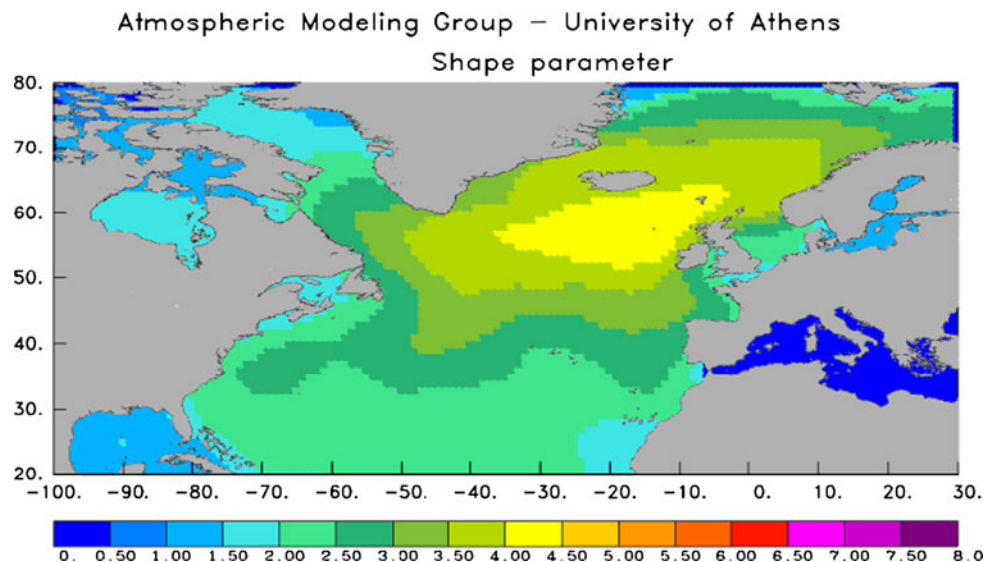 Atmospheric Modeling Group – University of Athens
Shape parameter
80.
70.
60.
50.
40.
30.
20.
-100. -90. -80. -70. -60. -50. -40. -30. -20. -10. 0. 10. 20. 30.
0. 0.50 1.00 1.50 2.00 2.50 3.00 3.50 4.00 4.50 5.00 5.50 6.00 6.50 7.00 7.50 8.0